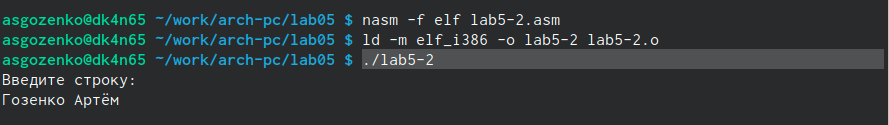 asgozenko@dk4n65 ~/work/arch-pc/lab05 $ nasm -f elf lab5-2.asm
asgozenko@dk4n65 ~/work/arch-pc/lab05 $ ld -m elf_i386 -o lab5-2 lab5-2.o
asgozenko@dk4n65 ~/work/arch-pc/lab05 $ ./lab5-2
Введите строку:
Гозенко Артём